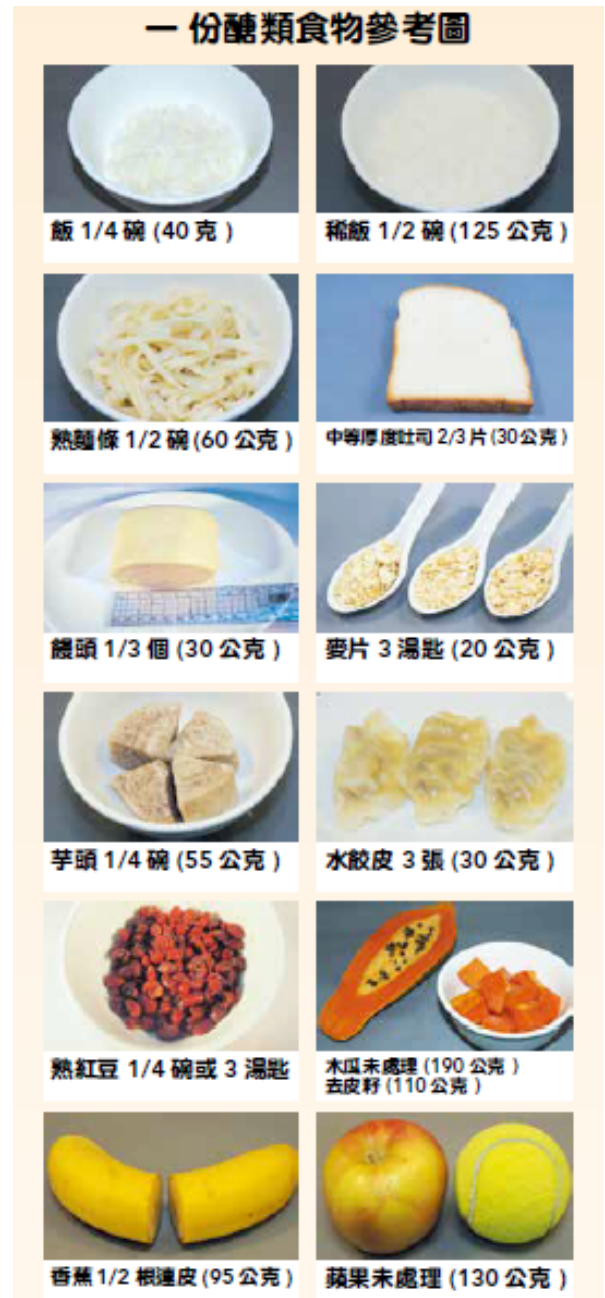 一份醣類食物參考圖
飯 1/4 碗 (40 克 )
稀飯 1/2 碗 (125 公克 )
熟麵條 1/2 碗 (60 公克 )
中等厚度吐司 2/3 片 (30 公克 )
饅頭 1/3 個 (30 公克 )
麥片 3 湯匙 (20 公克 )
芋頭 1/4 碗 (55 公克 )
水餃皮 3 張 (30 公克 )
熟紅豆 1/4 碗或 3 湯匙
木瓜未處理 (190 公克 )
去皮籽 (110 公克 )
香蕉 1/2 根連皮 (95 公克 )
蘋果未處理 (130 公克 )